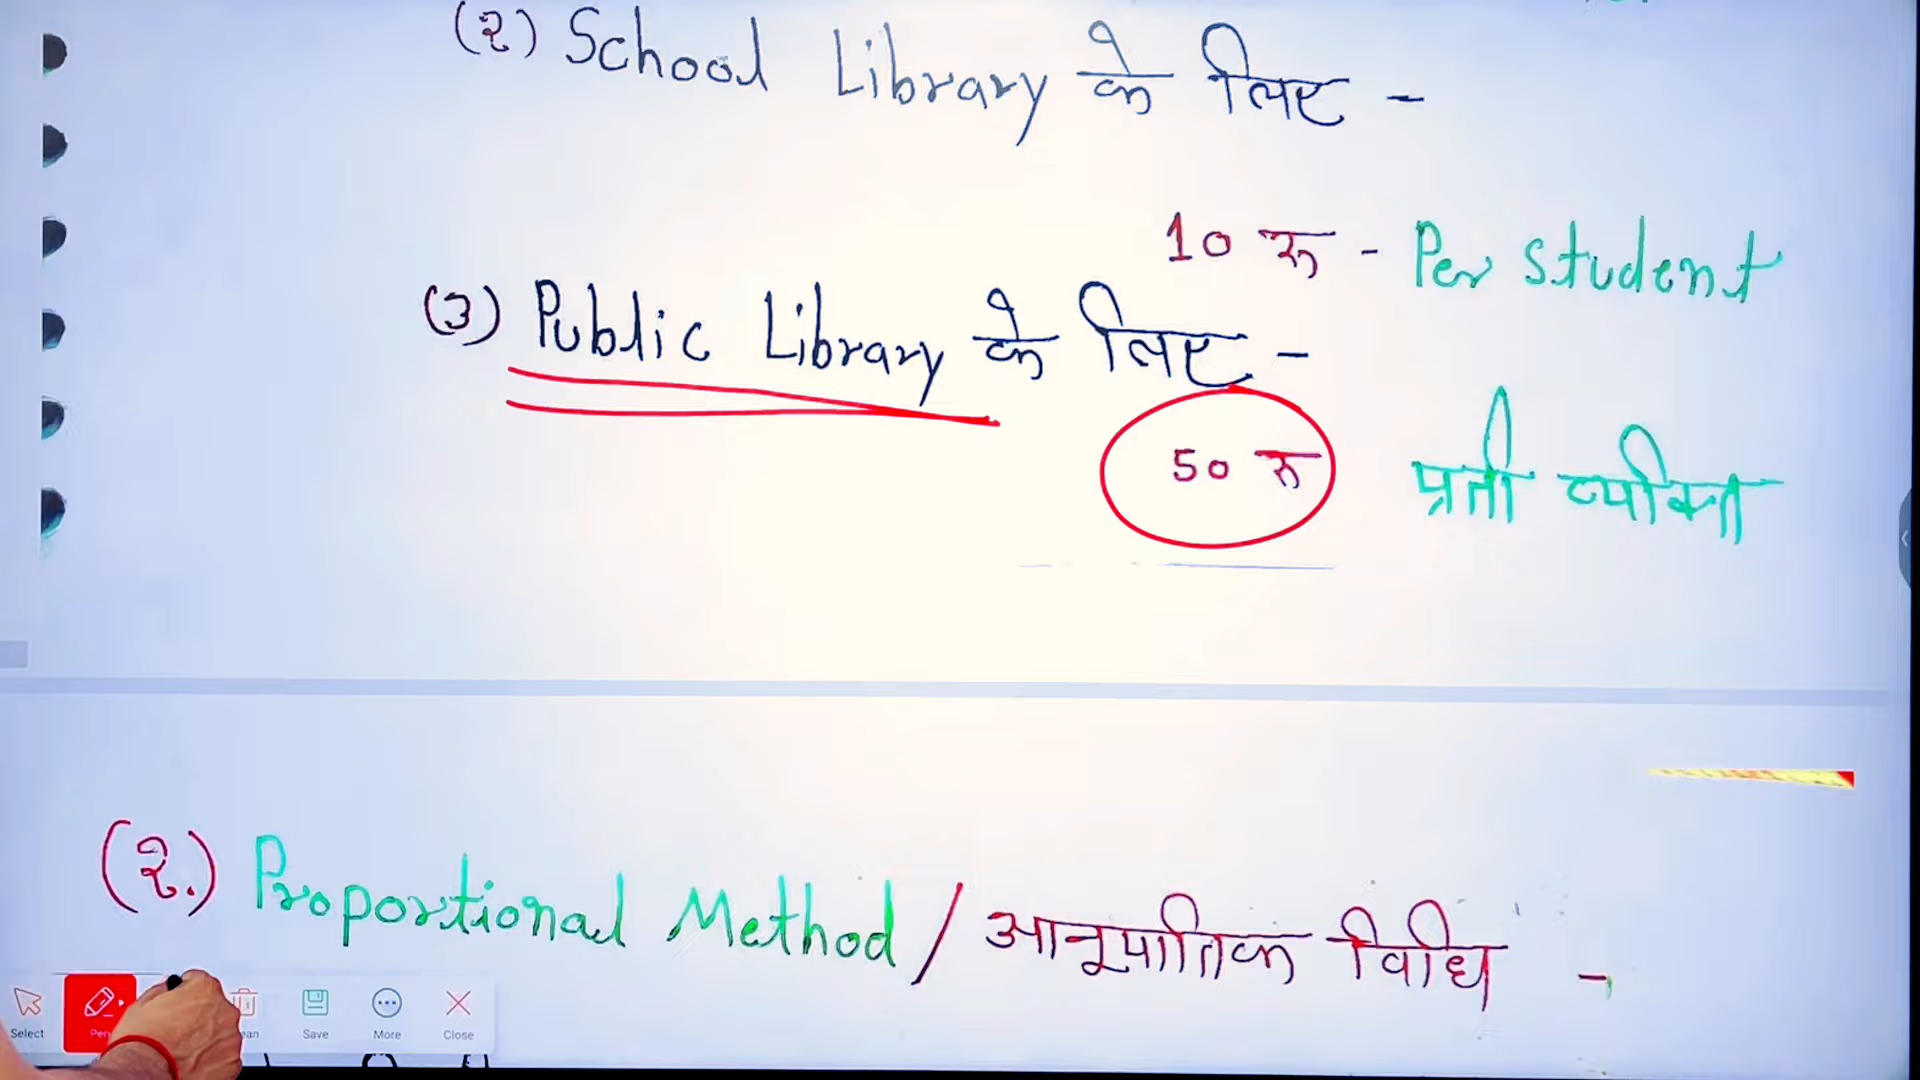 (२) School Library के लिए -
10 रु - Per student
(3) Public Library के लिए -
50 रु प्रती व्यक्ति
(२.) Proportional Method / आनूपातिक विधि -
Select Pen Save More Close